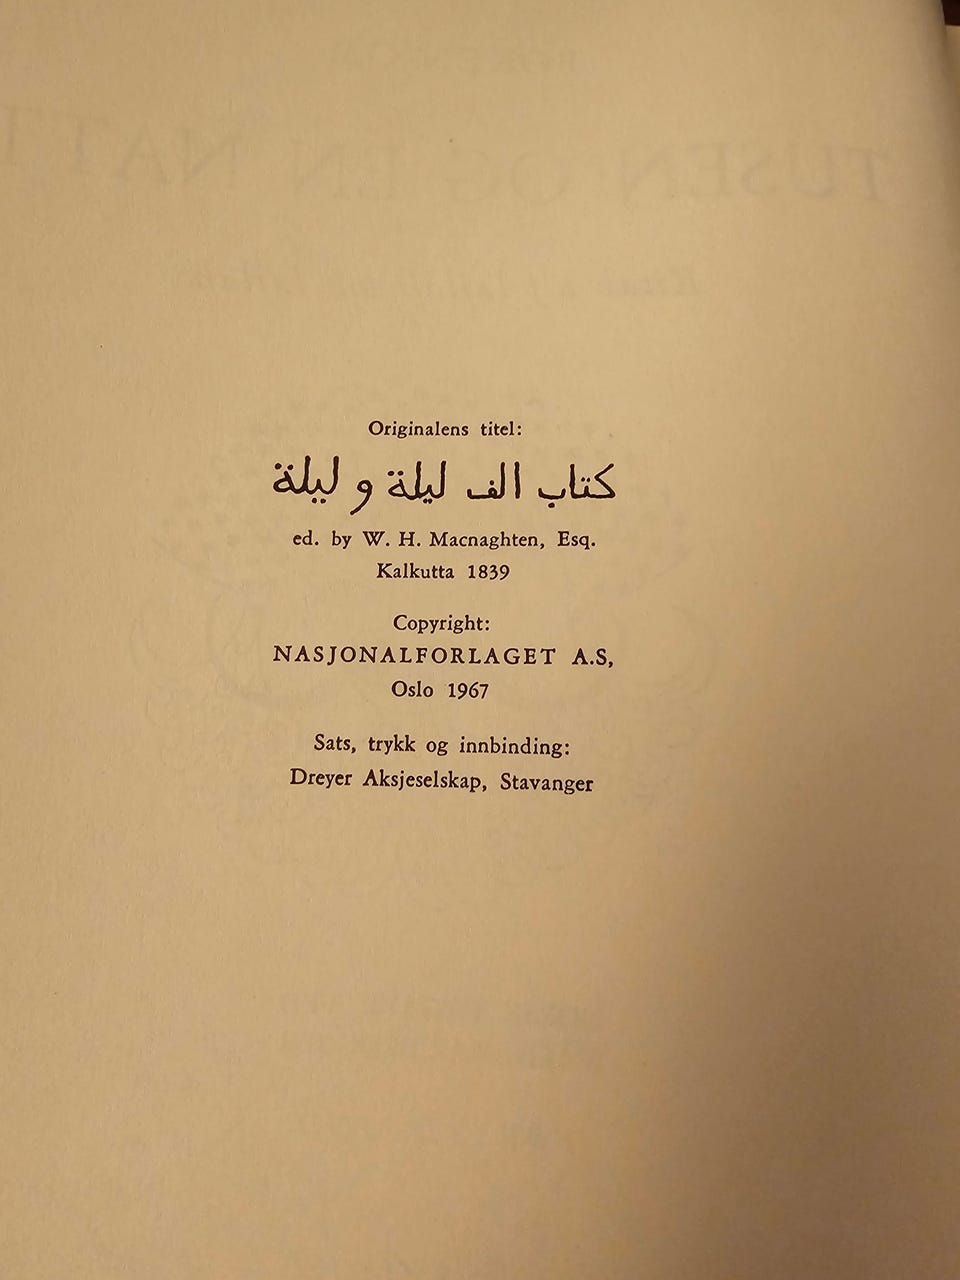 Originalens titel:
كتاب الف ليلة و ليلة
ed. by W. H. Macnaghten, Esq.
Kalkutta 1839
Copyright:
NASJONALFORLAGET A.S,
Oslo 1967
Sats, trykk og innbinding:
Dreyer Aksjeselskap, Stavanger